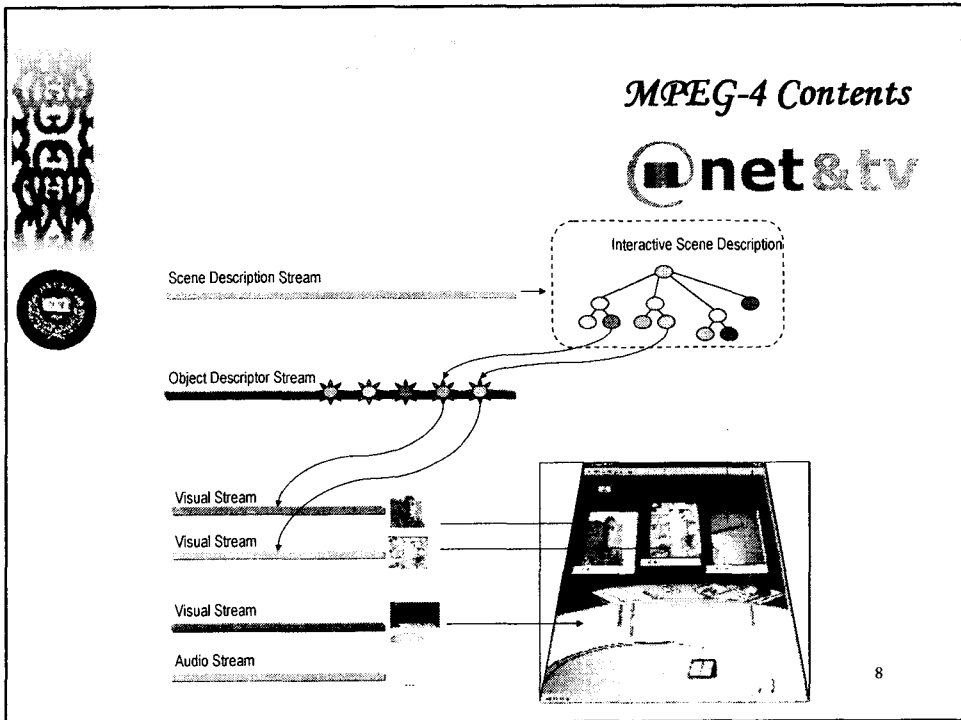 MPEG-4 Contents
@net&tv
Interactive Scene Description
Scene Description Stream
Object Descriptor Stream
Visual Stream
Visual Stream
Visual Stream
Audio Stream
...
8